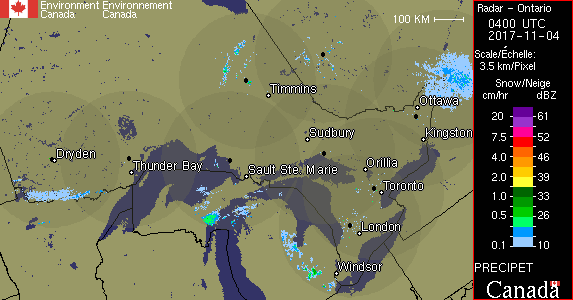 Environment Environnement
Canada Canada
100 KM
Radar - Ontario
0400 UTC
2017-11-04
Scale/Échelle:
3.5 km/Pixel
Snow/Neige
cm/hr dBZ
20 61
7.5 52
4.0 46
2.0 39
1.0 33
0.5 26
0.1 10
PRECIPET
Canada
Timmins
Ottawa
Sudbury
Kingston
Dryden
Thunder Bay
Sault Ste. Marie
Orillia
Toronto
London
Windsor